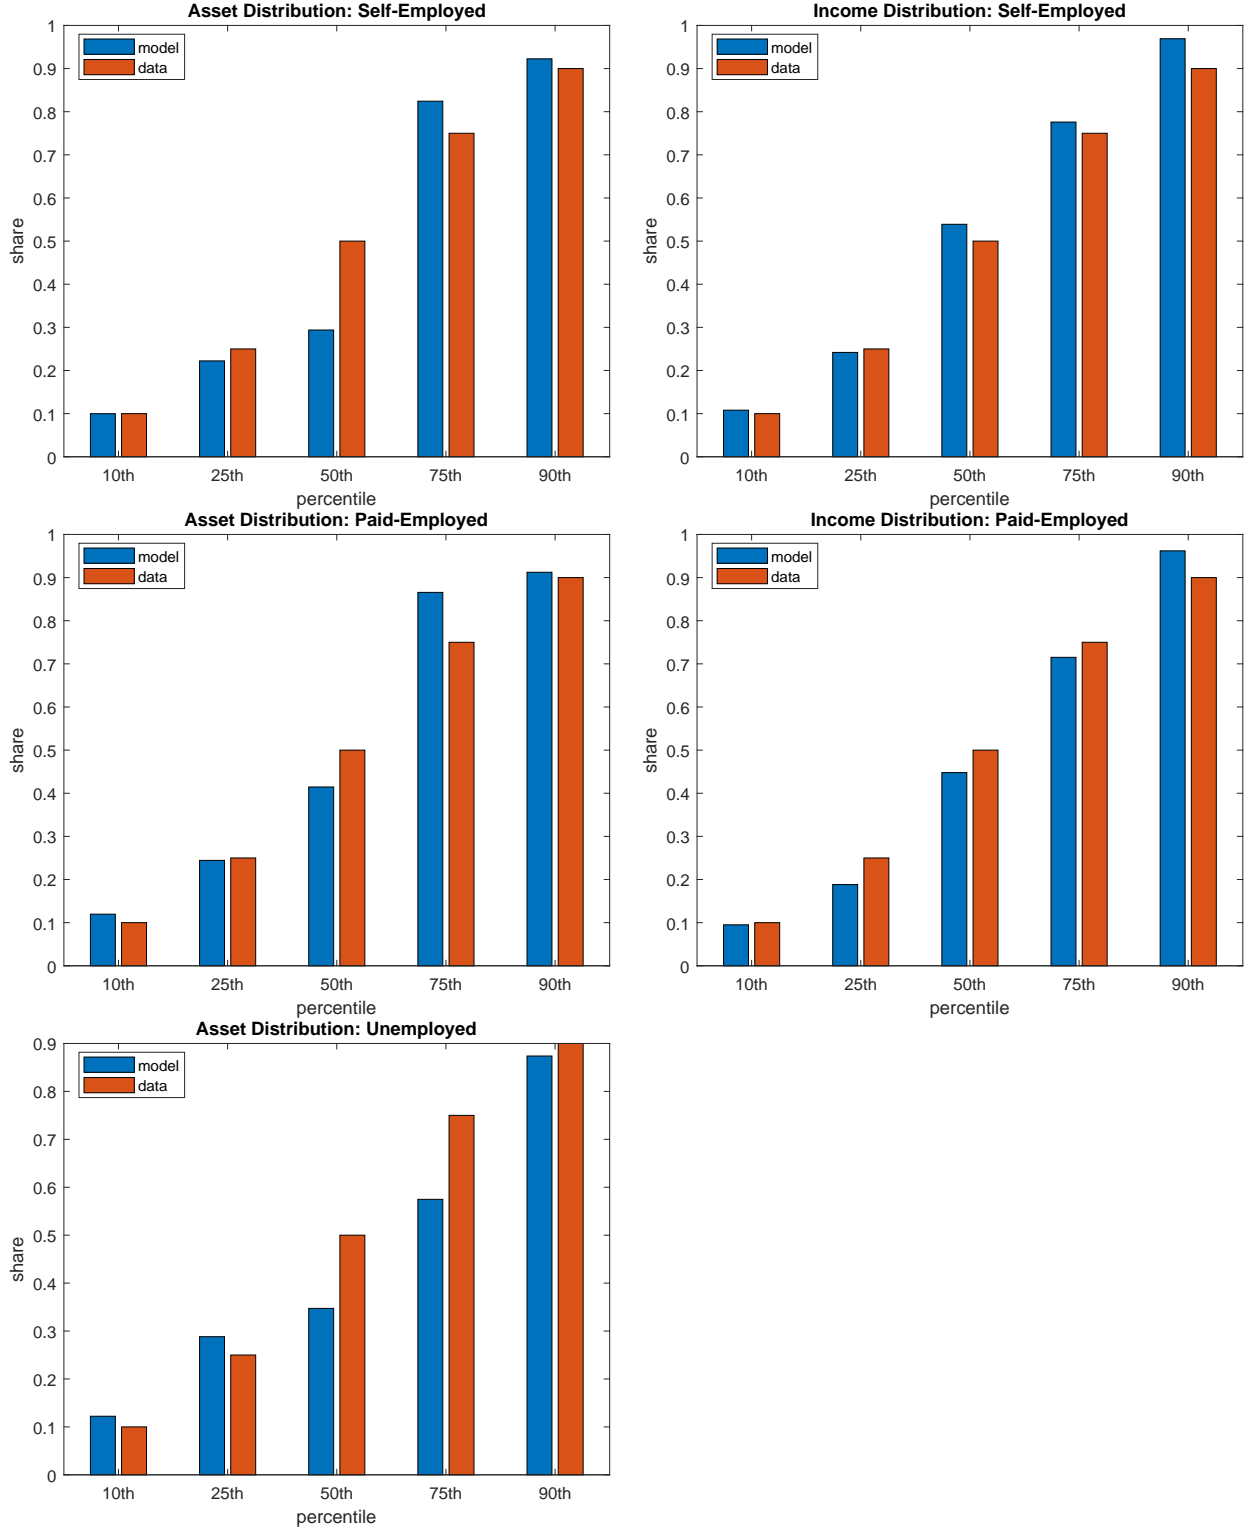 Asset Distribution: Self-Employed
model
data
1
0.9
0.8
0.7
0.6
0.5
0.4
0.3
0.2
0.1
0
share
10th 25th 50th 75th 90th
percentile
Income Distribution: Self-Employed
model
data
1
0.9
0.8
0.7
0.6
0.5
0.4
0.3
0.2
0.1
0
share
10th 25th 50th 75th 90th
percentile
Asset Distribution: Paid-Employed
model
data
1
0.9
0.8
0.7
0.6
0.5
0.4
0.3
0.2
0.1
0
share
10th 25th 50th 75th 90th
percentile
Income Distribution: Paid-Employed
model
data
1
0.9
0.8
0.7
0.6
0.5
0.4
0.3
0.2
0.1
0
share
10th 25th 50th 75th 90th
percentile
Asset Distribution: Unemployed
model
data
0.9
0.8
0.7
0.6
0.5
0.4
0.3
0.2
0.1
0
share
10th 25th 50th 75th 90th
percentile